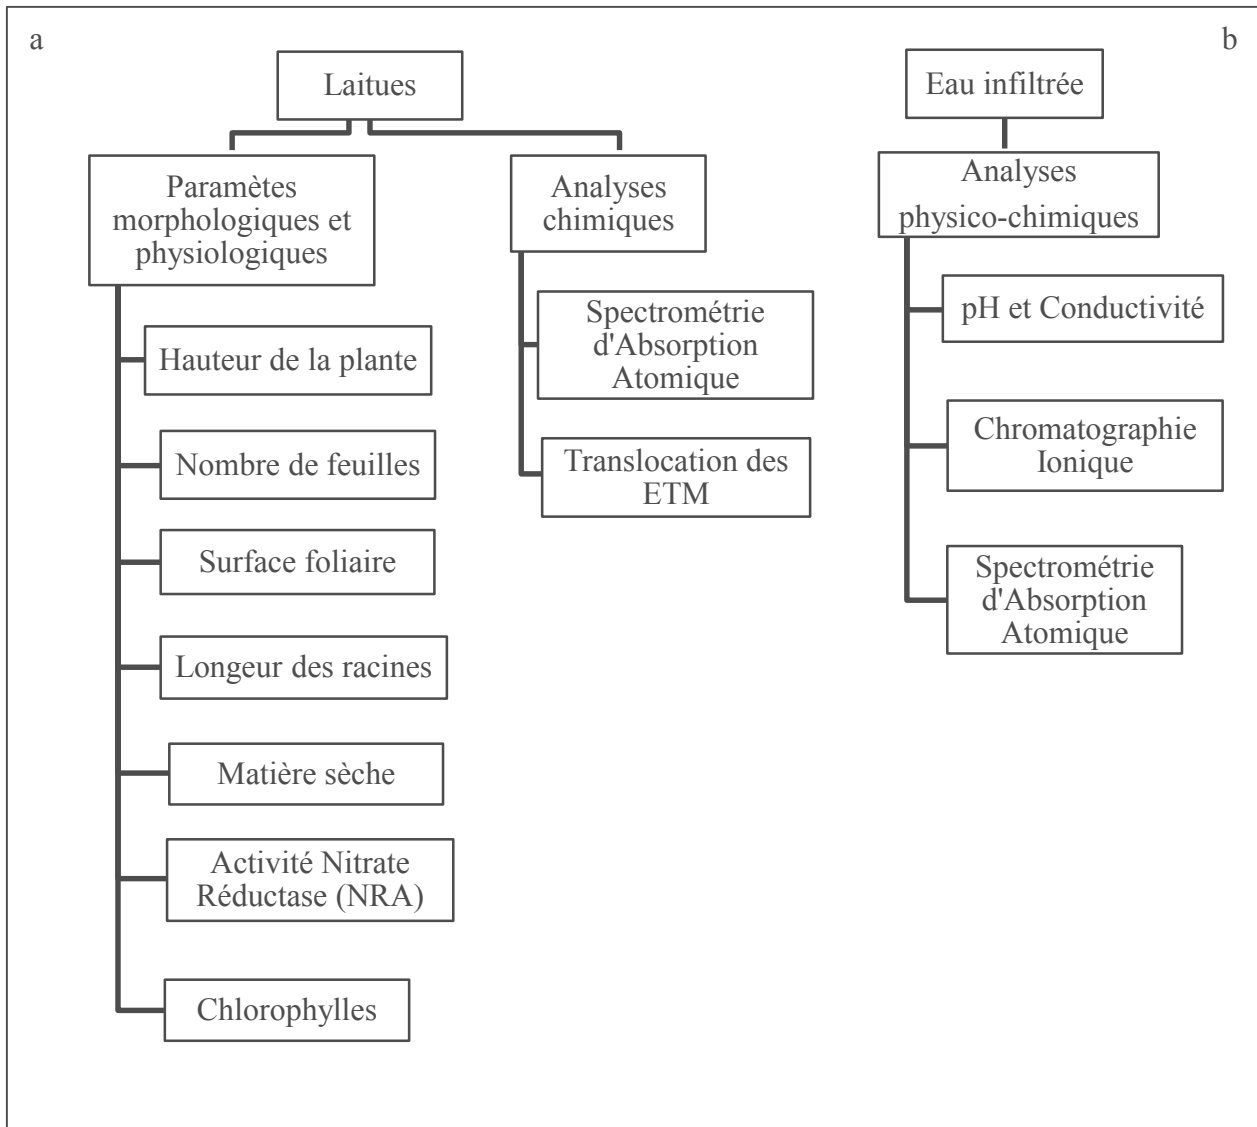 a
Laitues
Paramètes
morphologiques et
physiologiques
Hauteur de la plante
Nombre de feuilles
Surface foliaire
Longeur des racines
Matière sèche
Activité Nitrate
Réductase (NRA)
Chlorophylles
Analyses
chimiques
Spectrométrie
d'Absorption
Atomique
Translocation des
ETM
b
Eau infiltrée
Analyses
physico-chimiques
pH et Conductivité
Chromatographie
Ionique
Spectrométrie
d'Absorption
Atomique